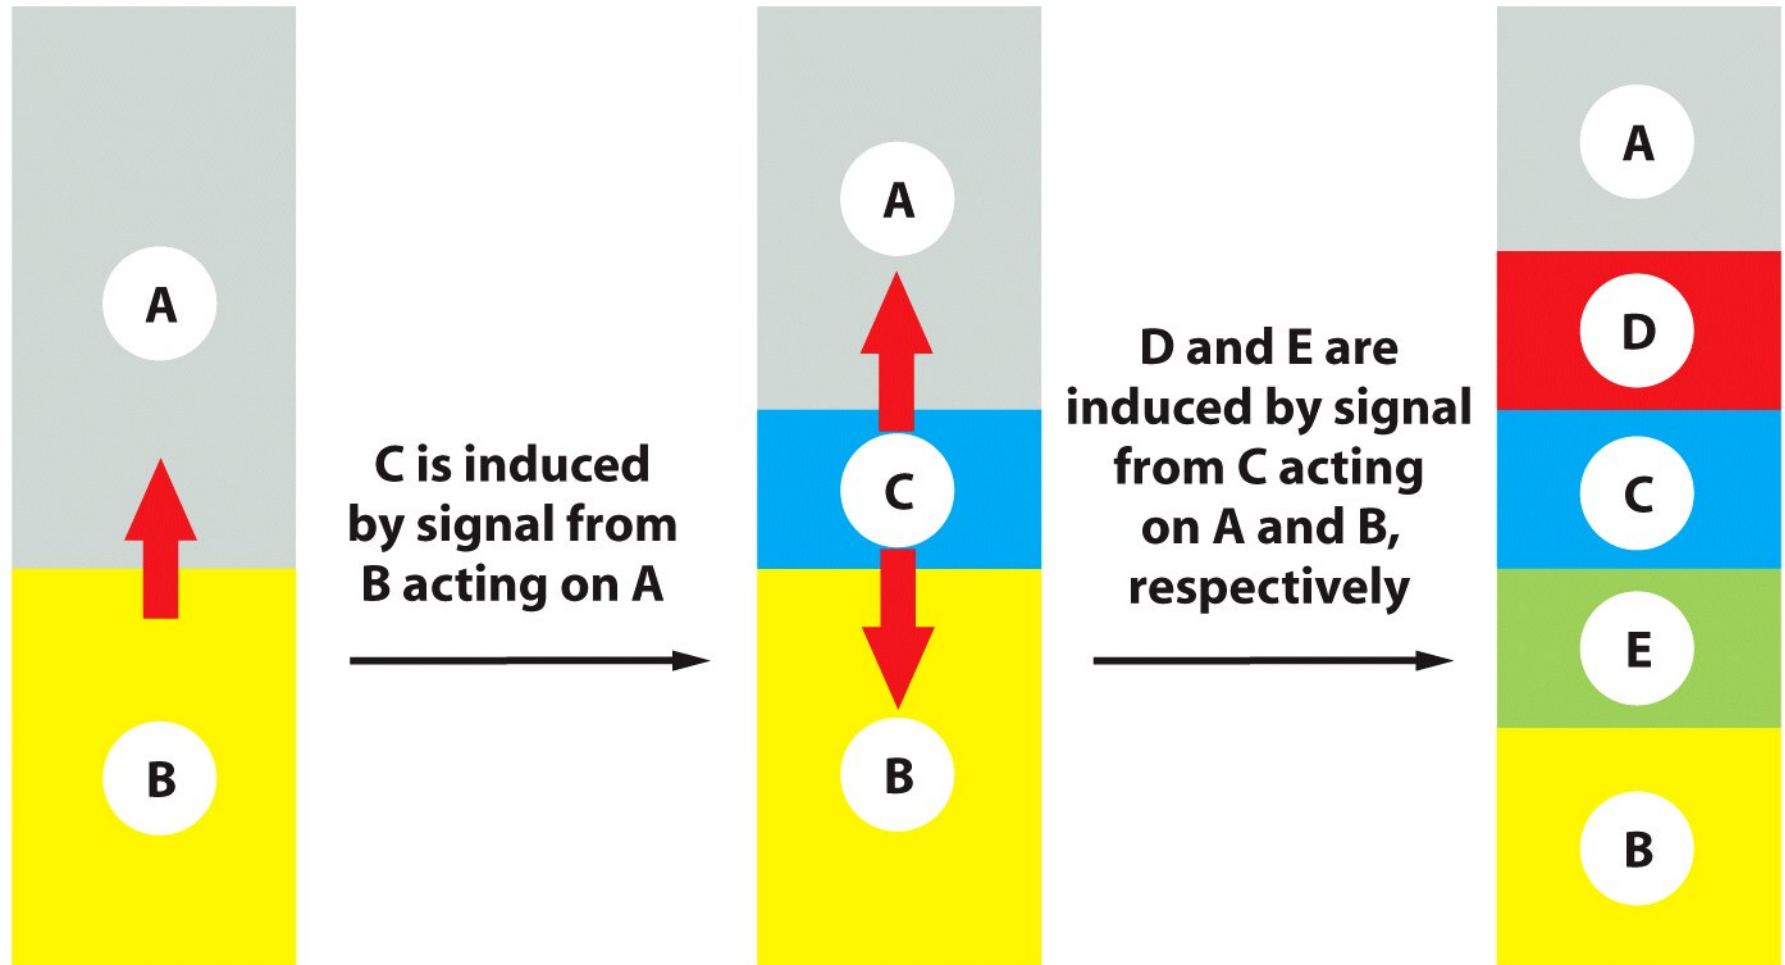 A
B
C is induced
by signal from
B acting on A
A
C
B
D and E are
induced by signal
from C acting
on A and B,
respectively
A
D
C
E
B